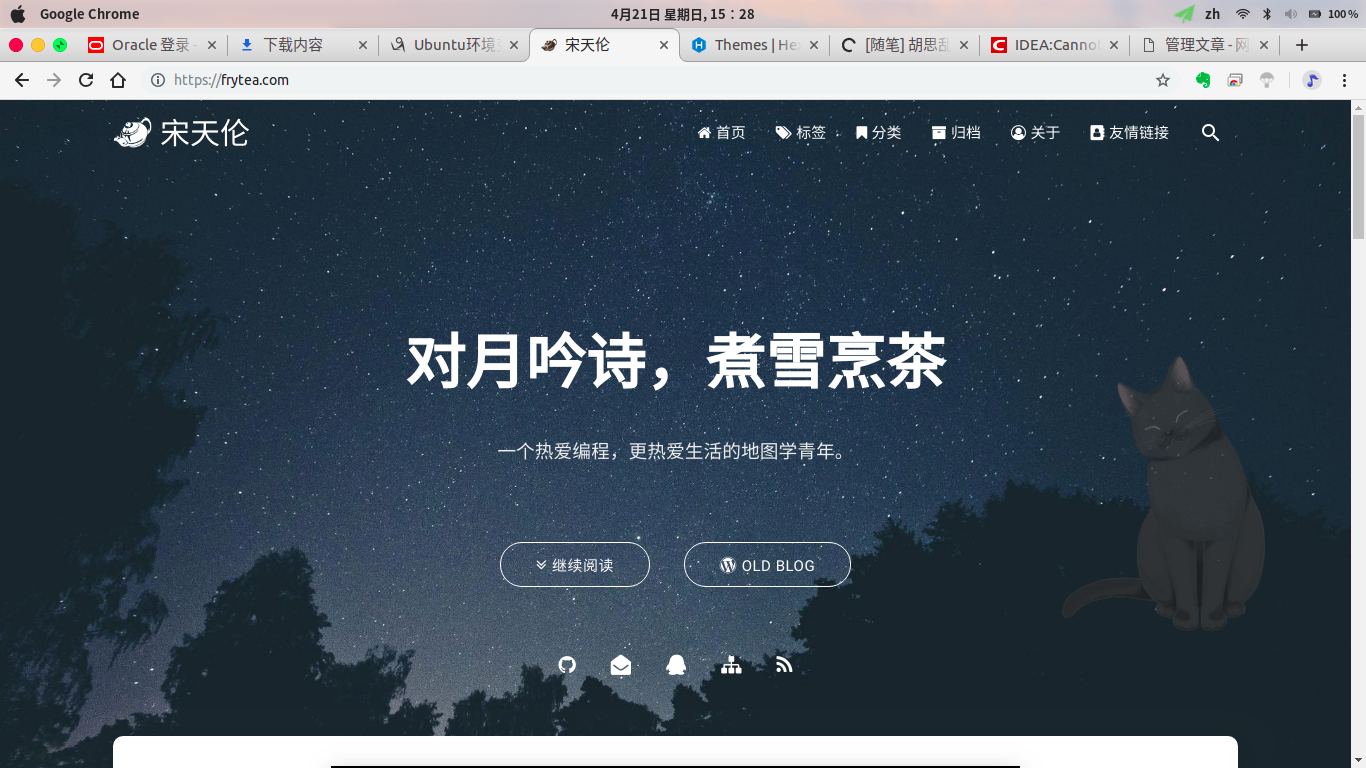 Google Chrome
4月21日 星期日, 15：28
zh
100 %
Oracle 登录 -
下载内容
Ubuntu环境
宋天伦
Themes | He
[随笔] 胡思乱
IDEA:Canno
管理文章 - 网
https://frytea.com
宋天伦
首页
标签
分类
归档
关于
友情链接
对月吟诗，煮雪烹茶
一个热爱编程，更热爱生活的地图学青年。
继续阅读
OLD BLOG